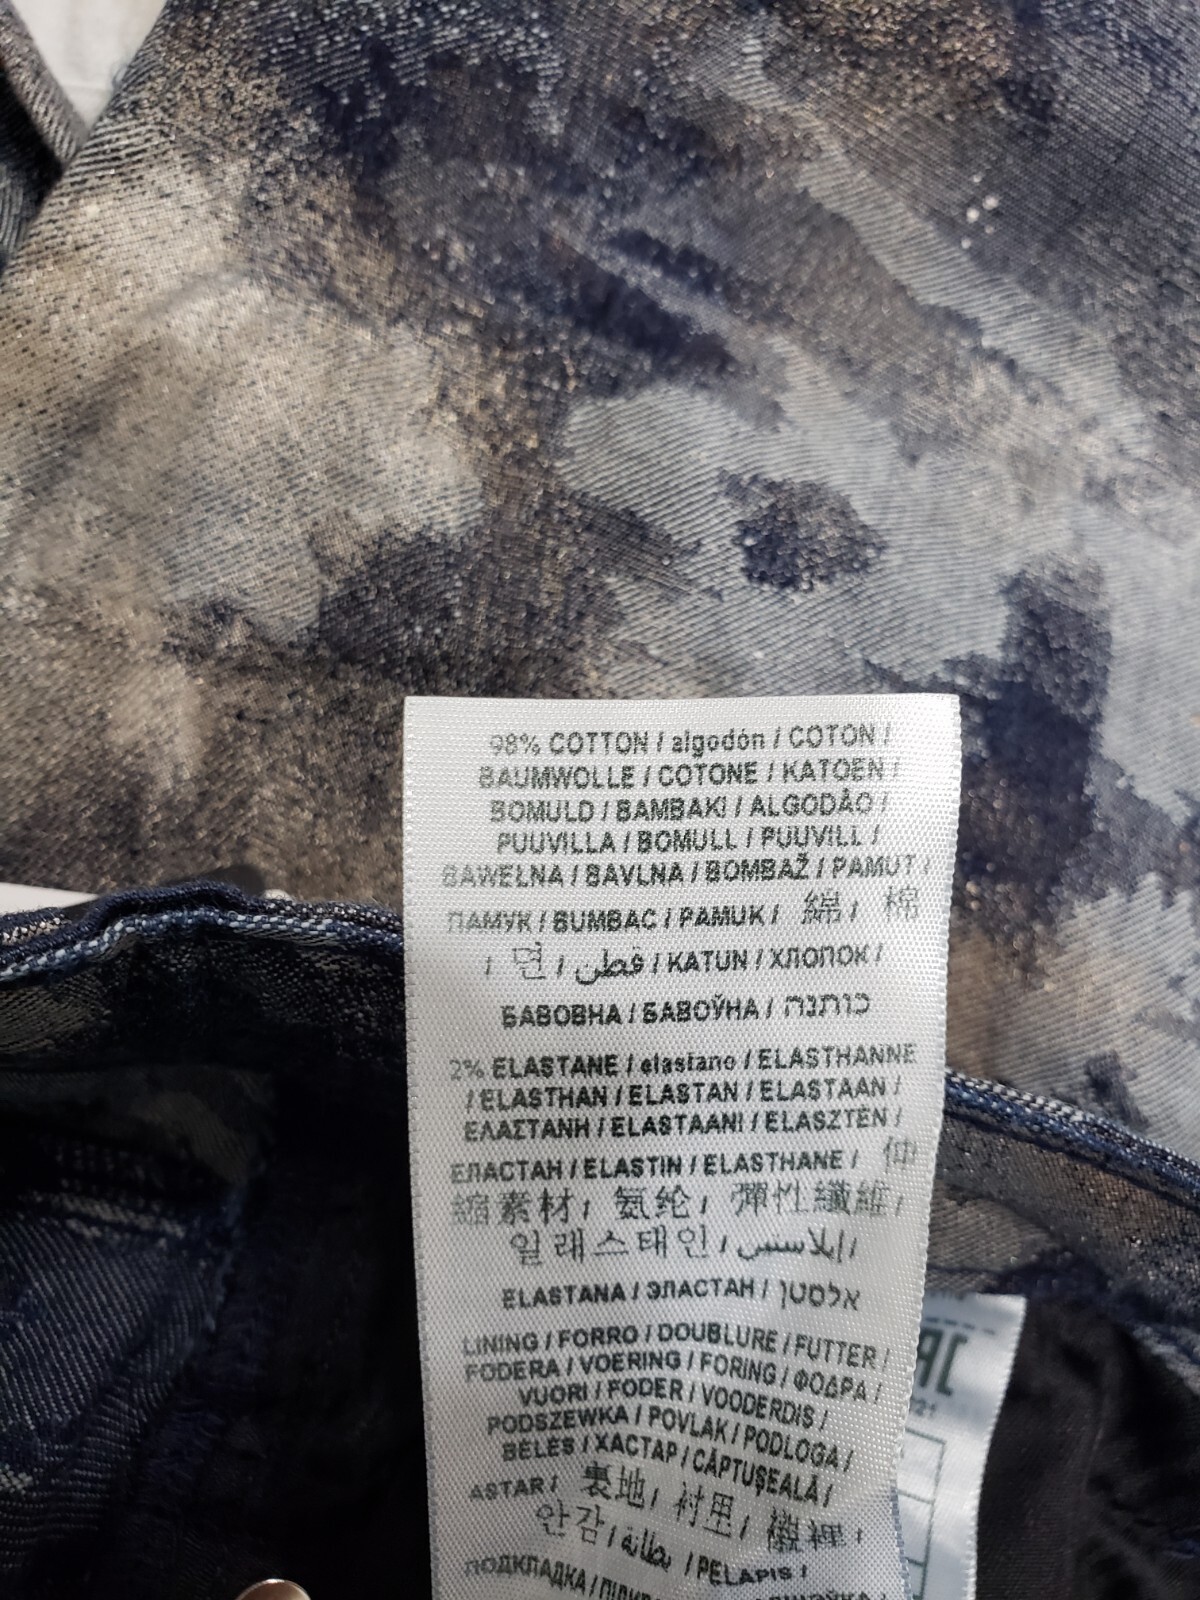 98% COTTON / algodón / COTON /
BAUMWOLLE / COTONE / KATOEN /
BOMULD / BAMBAKI / ALGODÃO /
PUUVILLA / BOMULL / PUUVILL /
BAWEŁNA / BAVLNA / BOMBAŽ / PAMUT /
ПАМУК / BUMBAC / PAMUK / 綿 / 棉
/ 면 / قطن / KATUN / ХЛОПОК /
БАВОВНА / БАВОЎНА / כותנה
2% ELASTANE / elastano / ELASTHANNE
/ ELASTHAN / ELASTAN / ELASTAAN /
ΕΛΑΣΤΑΝΗ / ELASTAANI / ELASZTÉN /
ЕЛАСТАН / ELASTIN / ELASTHANE / 伸
縮素材 / 氨纶 / 彈性纖維 /
일래스태인 / إيلاستين /
ELASTANA / ЭЛАСТАН / אלסטן
LINING / FORRO / DOUBLURE / FUTTER /
FODERA / VOERING / FORING / ΦΟΔΡΑ /
VUORI / FODER / VOODERDIS /
PODSZEWKA / POVLAK / PODLOGA /
BÉLÉS / ХАСТАР / CĂPTUŞEALĂ /
ASTAR / 裏地 / 衬里 / 襯裡 /
안감 / بطانة / PELAPIS /
ПОДКЛАДКА /